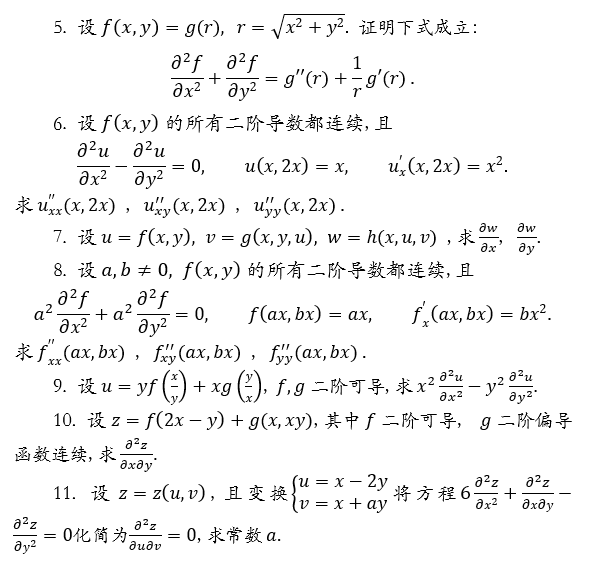 5. 设 f(x,y) = g(r), r = √(x² + y²). 证明下式成立:
∂²f/∂x² + ∂²f/∂y² = g′′(r) + (1/r)g′(r) .
6. 设 f(x,y) 的所有二阶导数都连续, 且
∂²u/∂x² − ∂²u/∂y² = 0, u(x,2x) = x, u′ₓ(x,2x) = x².
求 u′′ₓₓ(x,2x) , u′′ₓᵧ(x,2x) , u′′ᵧᵧ(x,2x) .
7. 设 u = f(x,y), v = g(x,y,u), w = h(x,u,v) , 求 ∂w/∂x, ∂w/∂y.
8. 设 a,b ≠ 0, f(x,y) 的所有二阶导数都连续, 且
a² ∂²f/∂x² + a² ∂²f/∂y² = 0, f(ax,bx) = ax, f′ₓ(ax,bx) = bx².
求 f′′ₓₓ(ax,bx) , f′′ₓᵧ(ax,bx) , f′′ᵧᵧ(ax,bx) .
9. 设 u = yf(x/y) + xg(y/x), f,g 二阶可导, 求 x² ∂²u/∂x² − y² ∂²u/∂y².
10. 设 z = f(2x − y) + g(x,xy), 其中 f 二阶可导, g 二阶偏导
函数连续, 求 ∂²z/∂x∂y.
11. 设 z = z(u,v), 且变换 {u = x − 2y v = x + ay 将方程 6 ∂²z/∂x² + ∂²z/∂x∂y −
∂²z/∂y² = 0 化简为 ∂²z/∂u∂v = 0, 求常数 a.